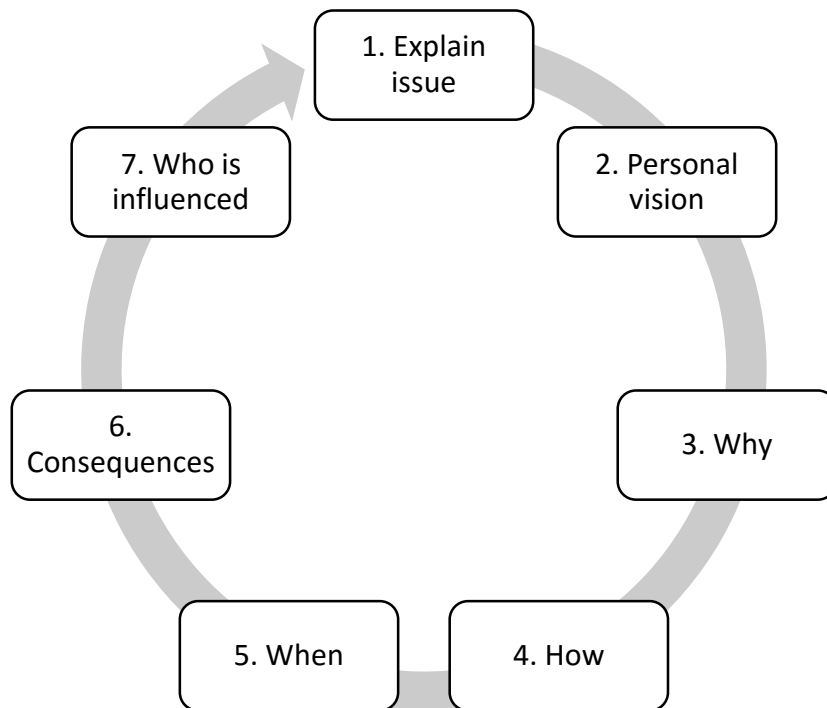 1. Explain
issue
2. Personal
vision
3. Why
4. How
5. When
6.
Consequences
7. Who is
influenced